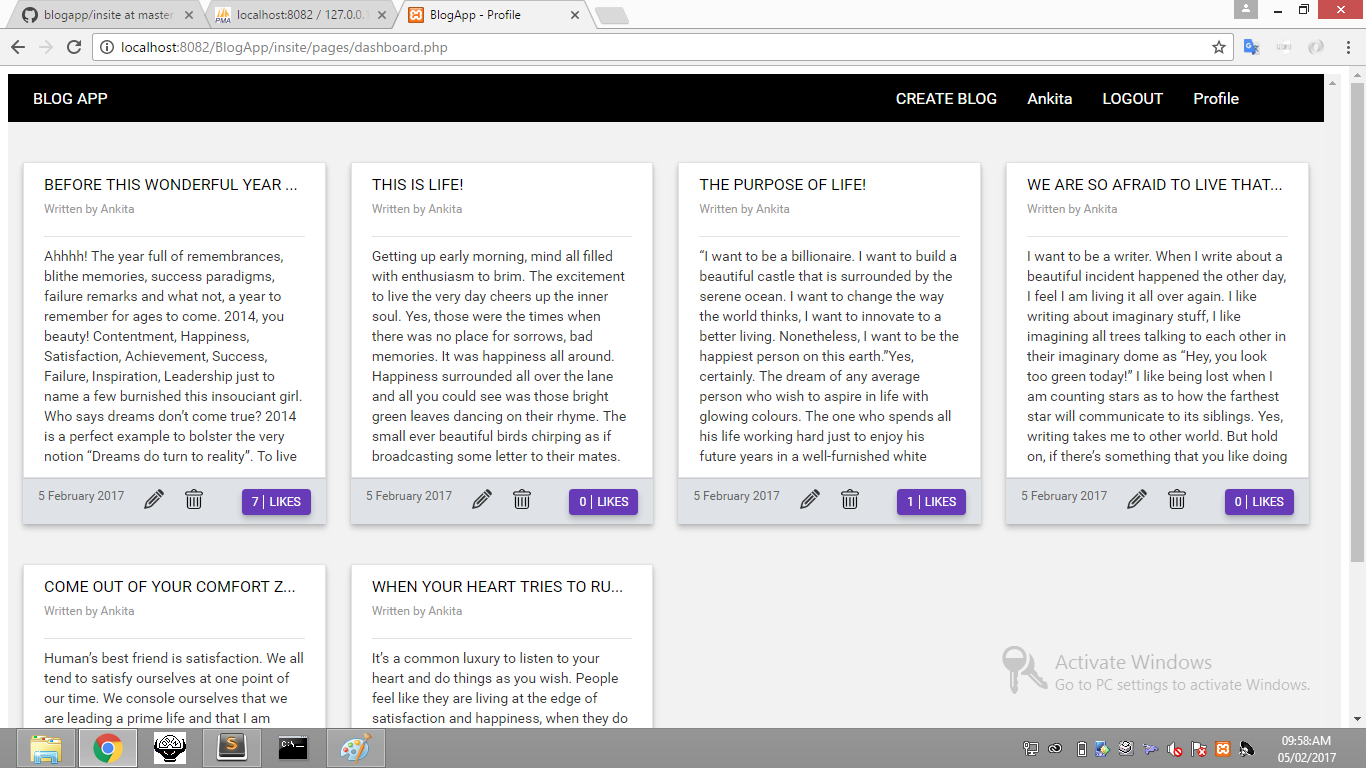 blogapp/insite at master
localhost:8082 / 127.0.0.1
BlogApp - Profile
localhost:8082/BlogApp/insite/pages/dashboard.php
BLOG APP
CREATE BLOG
Ankita
LOGOUT
Profile
BEFORE THIS WONDERFUL YEAR ...
Written by Ankita
Ahhhh! The year full of remembrances,
blithe memories, success paradigms,
failure remarks and what not, a year to
remember for ages to come. 2014, you
beauty! Contentment, Happiness,
Satisfaction, Achievement, Success,
Failure, Inspiration, Leadership just to
name a few burnished this insouciant girl.
Who says dreams don’t come true? 2014
is a perfect example to bolster the very
notion “Dreams do turn to reality”. To live
5 February 2017
7 | LIKES
THIS IS LIFE!
Written by Ankita
Getting up early morning, mind all filled
with enthusiasm to brim. The excitement
to live the very day cheers up the inner
soul. Yes, those were the times when
there was no place for sorrows, bad
memories. It was happiness all around.
Happiness surrounded all over the lane
and all you could see was those bright
green leaves dancing on their rhyme. The
small ever beautiful birds chirping as if
broadcasting some letter to their mates.
5 February 2017
0 | LIKES
THE PURPOSE OF LIFE!
Written by Ankita
“I want to be a billionaire. I want to build a
beautiful castle that is surrounded by the
serene ocean. I want to change the way
the world thinks, I want to innovate to a
better living. Nonetheless, I want to be the
happiest person on this earth.”Yes,
certainly. The dream of any average
person who wish to aspire in life with
glowing colours. The one who spends all
his life working hard just to enjoy his
future years in a well-furnished white
5 February 2017
1 | LIKES
WE ARE SO AFRAID TO LIVE THAT...
Written by Ankita
I want to be a writer. When I write about a
beautiful incident happened the other day,
I feel I am living it all over again. I like
writing about imaginary stuff, I like
imagining all trees talking to each other in
their imaginary dome as “Hey, you look
too green today!” I like being lost when I
am counting stars as to how the farthest
star will communicate to its siblings. Yes,
writing takes me to other world. But hold
on, if there’s something that you like doing
5 February 2017
0 | LIKES
COME OUT OF YOUR COMFORT Z...
Written by Ankita
Human’s best friend is satisfaction. We all
tend to satisfy ourselves at one point of
our time. We console ourselves that we
are leading a prime life and that I am
WHEN YOUR HEART TRIES TO RU...
Written by Ankita
It’s a common luxury to listen to your
heart and do things as you wish. People
feel like they are living at the edge of
satisfaction and happiness, when they do
Activate Windows
Go to PC settings to activate Windows.
09:58:AM
05/02/2017